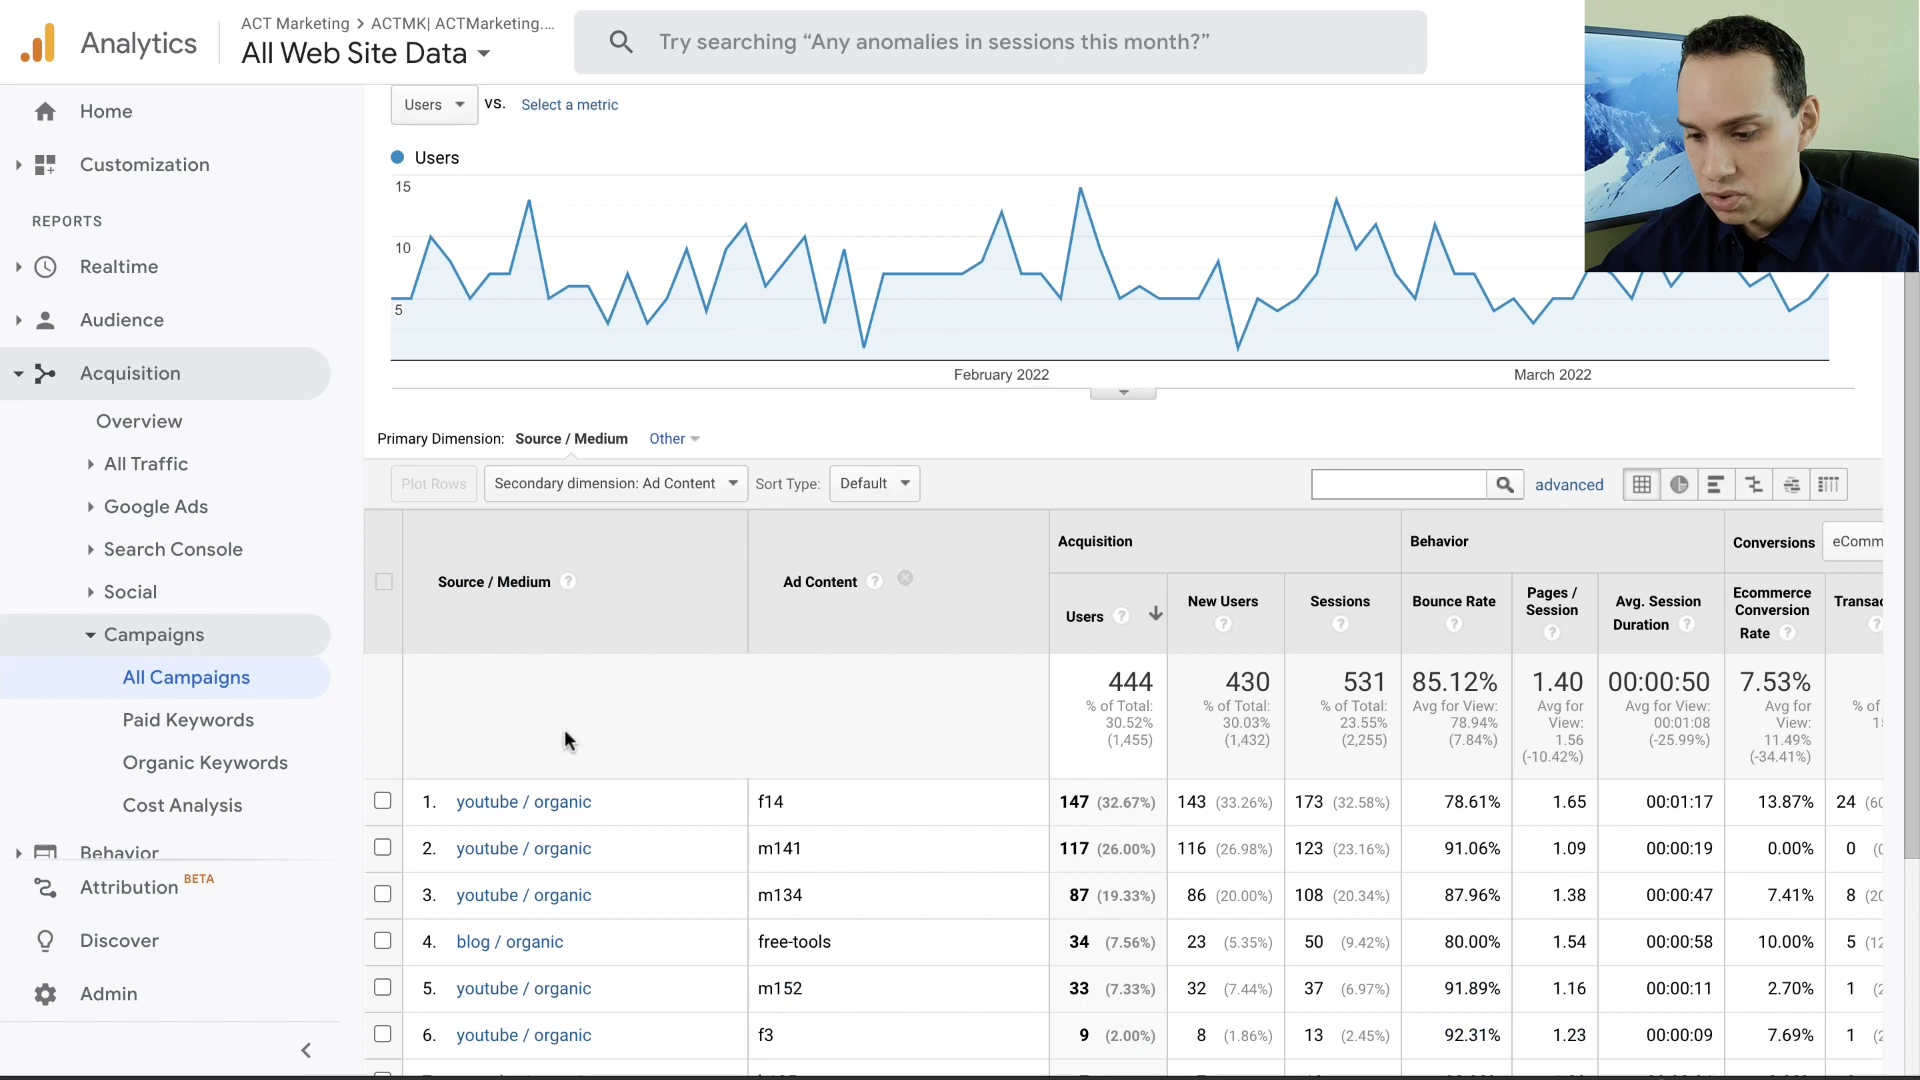 Analytics
ACT Marketing > ACTMK| ACTMarketing....
All Web Site Data
Try searching “Any anomalies in sessions this month?”
Home
Customization
REPORTS
Realtime
Audience
Acquisition
Overview
All Traffic
Google Ads
Search Console
Social
Campaigns
All Campaigns
Paid Keywords
Organic Keywords
Cost Analysis
Behavior
Attribution BETA
Discover
Admin
Users vs. Select a metric
Users
15
10
5
February 2022 March 2022
Primary Dimension: Source / Medium Other
Plot Rows Secondary dimension: Ad Content Sort Type: Default advanced
Source / Medium ? Ad Content ?
Acquisition Behavior Conversions eComm
Users ? New Users ? Sessions ? Bounce Rate ? Pages / Session ? Avg. Session Duration ? Ecommerce Conversion Rate ? Transac ?
444 430 531 85.12% 1.40 00:00:50 7.53%
% of Total: 30.52% (1,455) % of Total: 30.03% (1,432) % of Total: 23.55% (2,255) Avg for View: 78.94% (7.84%) Avg for View: 1.56 (-10.42%) Avg for View: 00:01:08 (-25.99%) Avg for View: 11.49% (-34.41%) % of
1. youtube / organic f14 147 (32.67%) 143 (33.26%) 173 (32.58%) 78.61% 1.65 00:01:17 13.87% 24 (60
2. youtube / organic m141 117 (26.00%) 116 (26.98%) 123 (23.16%) 91.06% 1.09 00:00:19 0.00% 0
3. youtube / organic m134 87 (19.33%) 86 (20.00%) 108 (20.34%) 87.96% 1.38 00:00:47 7.41% 8 (20
4. blog / organic free-tools 34 (7.56%) 23 (5.35%) 50 (9.42%) 80.00% 1.54 00:00:58 10.00% 5 (12
5. youtube / organic m152 33 (7.33%) 32 (7.44%) 37 (6.97%) 91.89% 1.16 00:00:11 2.70% 1 (2
6. youtube / organic f3 9 (2.00%) 8 (1.86%) 13 (2.45%) 92.31% 1.23 00:00:09 7.69% 1 (2